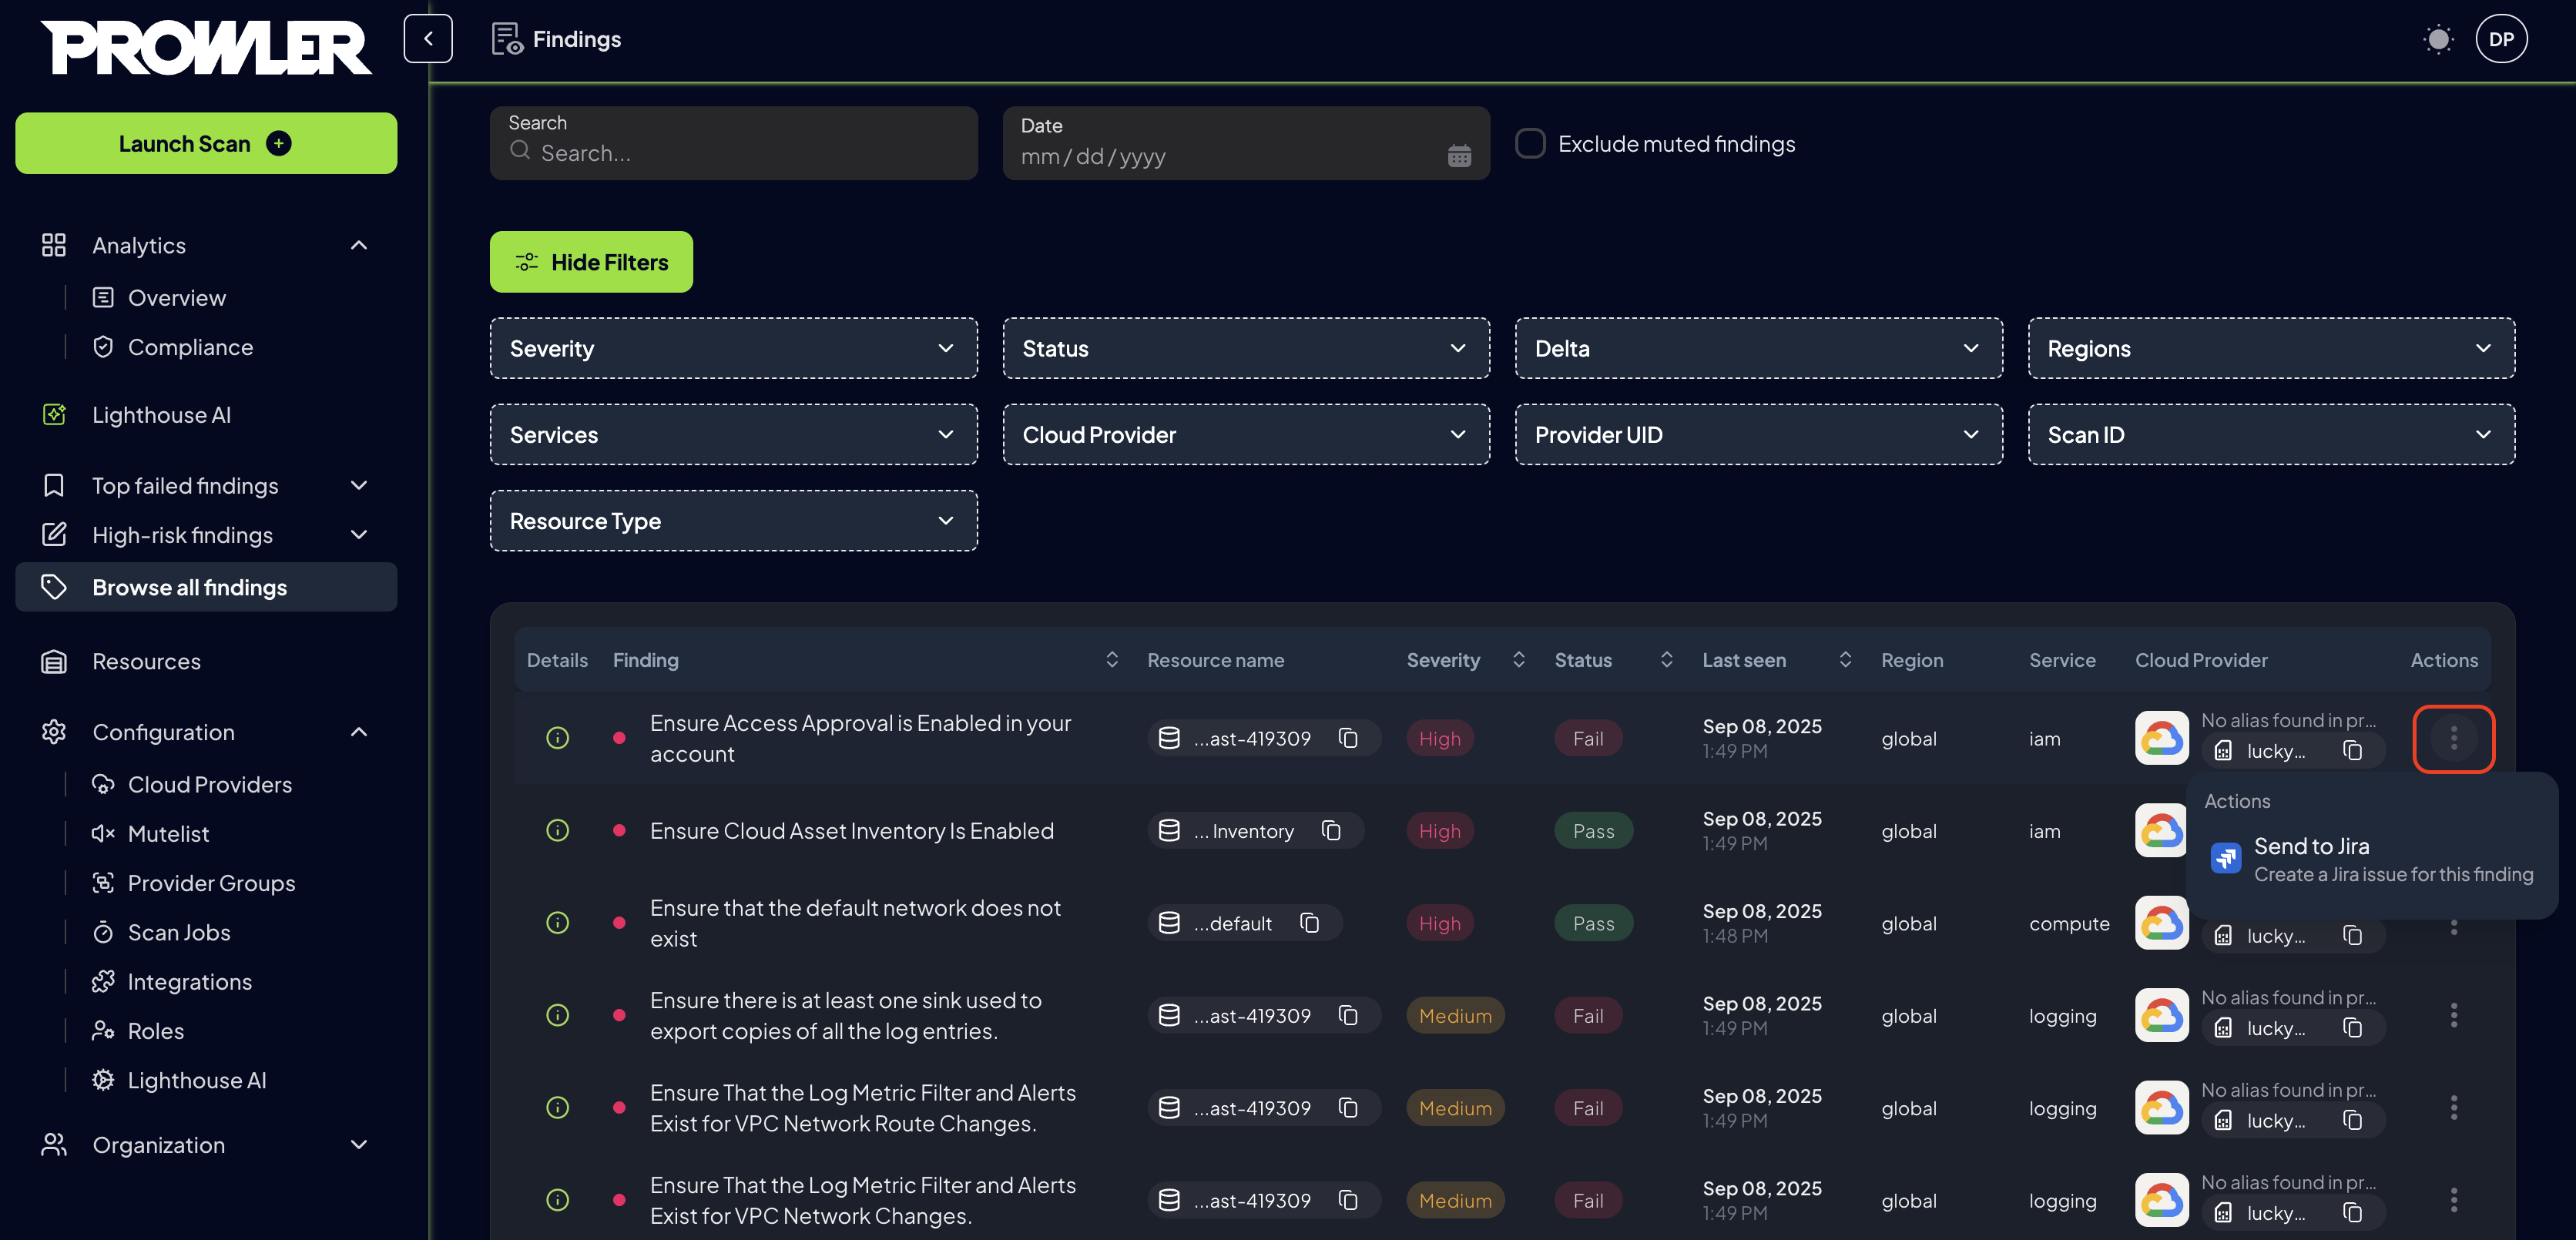 PROWLER
Findings
DP
Launch Scan
Search
Search...
Date
mm/dd/yyyy
Exclude muted findings
Analytics
Overview
Compliance
Lighthouse AI
Top failed findings
High-risk findings
Browse all findings
Resources
Configuration
Cloud Providers
Mutelist
Provider Groups
Scan Jobs
Integrations
Roles
Lighthouse AI
Organization
Hide Filters
Severity
Status
Delta
Regions
Services
Cloud Provider
Provider UID
Scan ID
Resource Type
Details Finding Resource name Severity Status Last seen Region Service Cloud Provider Actions
Ensure Access Approval is Enabled in your
account
...ast-419309
High
Fail
Sep 08, 2025
1:49 PM
global
iam
No alias found in pr...
lucky...
Ensure Cloud Asset Inventory Is Enabled
... Inventory
High
Pass
Sep 08, 2025
1:49 PM
global
iam
Actions
Send to Jira
Create a Jira issue for this finding
Ensure that the default network does not
exist
...default
High
Pass
Sep 08, 2025
1:48 PM
global
compute
lucky...
Ensure there is at least one sink used to
export copies of all the log entries.
...ast-419309
Medium
Fail
Sep 08, 2025
1:49 PM
global
logging
No alias found in pr...
lucky...
Ensure That the Log Metric Filter and Alerts
Exist for VPC Network Route Changes.
...ast-419309
Medium
Fail
Sep 08, 2025
1:49 PM
global
logging
No alias found in pr...
lucky...
Ensure That the Log Metric Filter and Alerts
Exist for VPC Network Changes.
...ast-419309
Medium
Fail
Sep 08, 2025
1:49 PM
global
logging
No alias found in pr...
lucky...